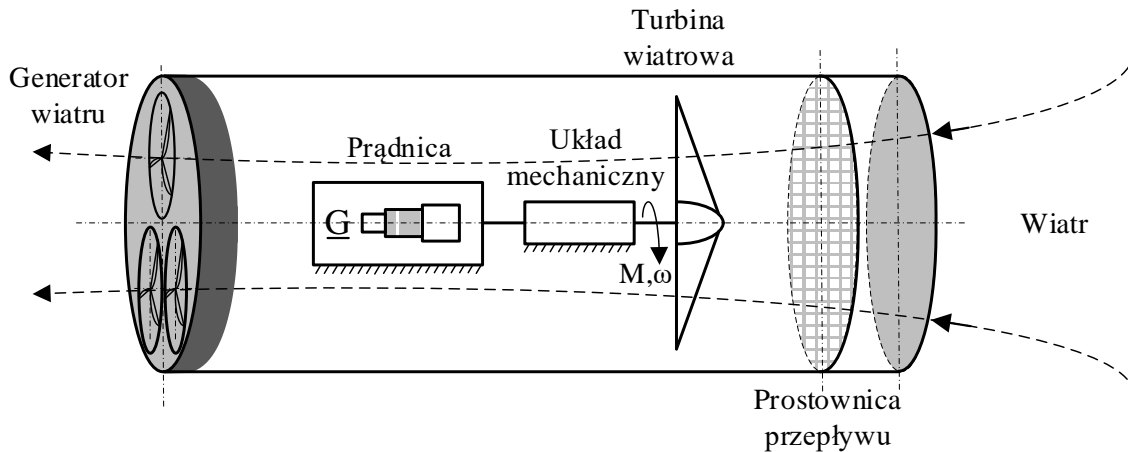 Turbina
wiatrowa
Generator
wiatru
Prądnica
Układ
mechaniczny
G
M,ω
Wiatr
Prostownica
przepływu